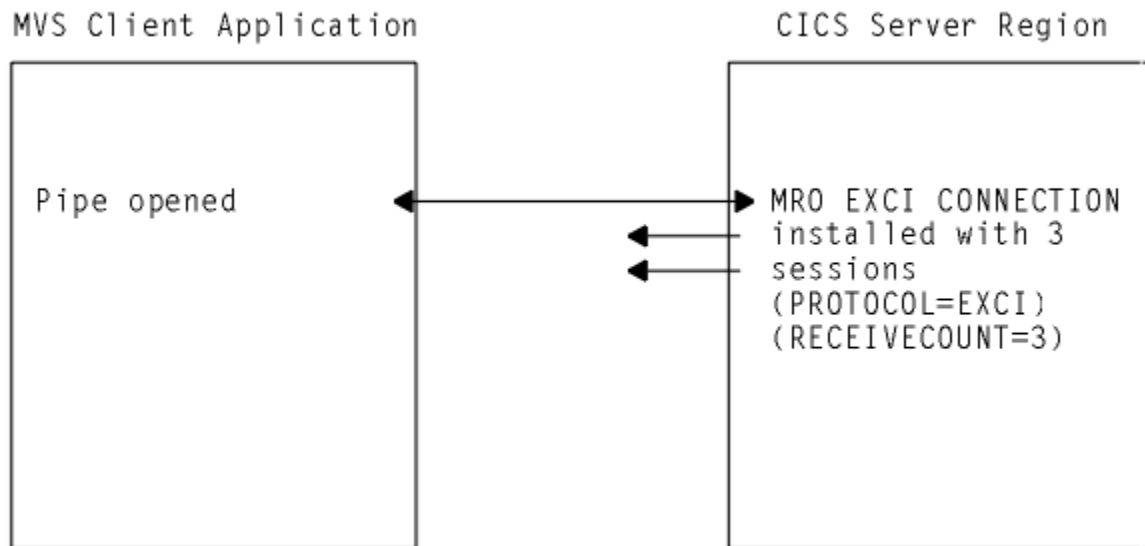 MVS Client Application
CICS Server Region
Pipe opened
MRO EXCI CONNECTION
installed with 3
sessions
(PROTOCOL=EXCI)
(RECEIVECOUNT=3)